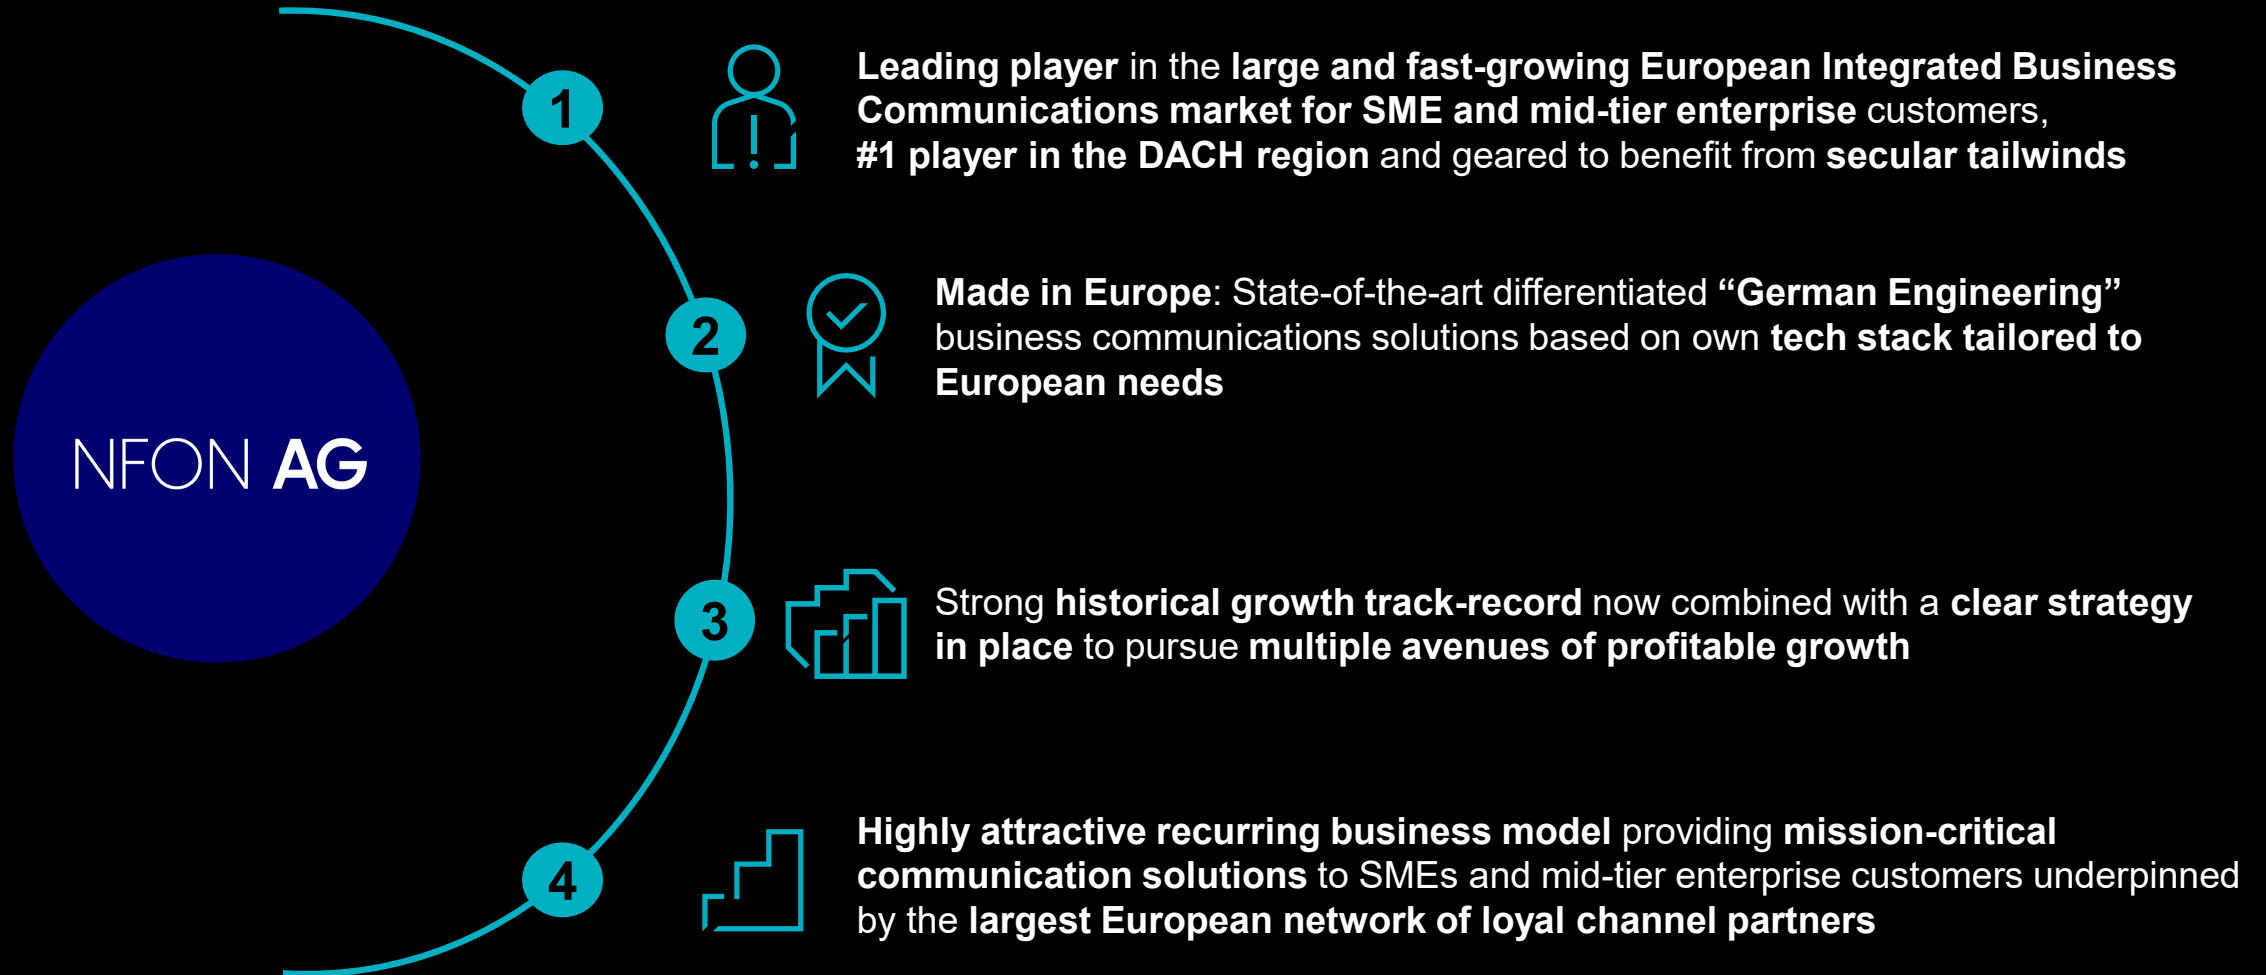 NFON AG
1
Leading player in the large and fast-growing European Integrated Business
Communications market for SME and mid-tier enterprise customers,
#1 player in the DACH region and geared to benefit from secular tailwinds
2
Made in Europe: State-of-the-art differentiated “German Engineering”
business communications solutions based on own tech stack tailored to
European needs
3
Strong historical growth track-record now combined with a clear strategy
in place to pursue multiple avenues of profitable growth
4
Highly attractive recurring business model providing mission-critical
communication solutions to SMEs and mid-tier enterprise customers underpinned
by the largest European network of loyal channel partners